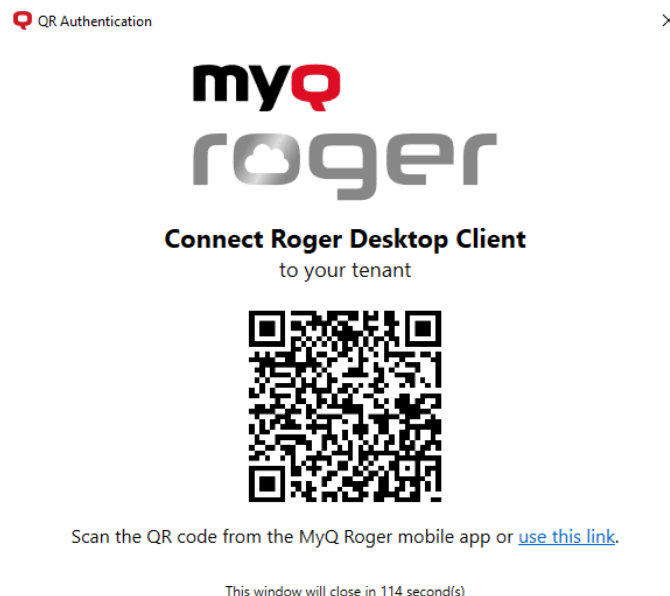 QR Authentication
myQ
roger
Connect Roger Desktop Client
to your tenant
Scan the QR code from the MyQ Roger mobile app or use this link.
This window will close in 114 second(s)